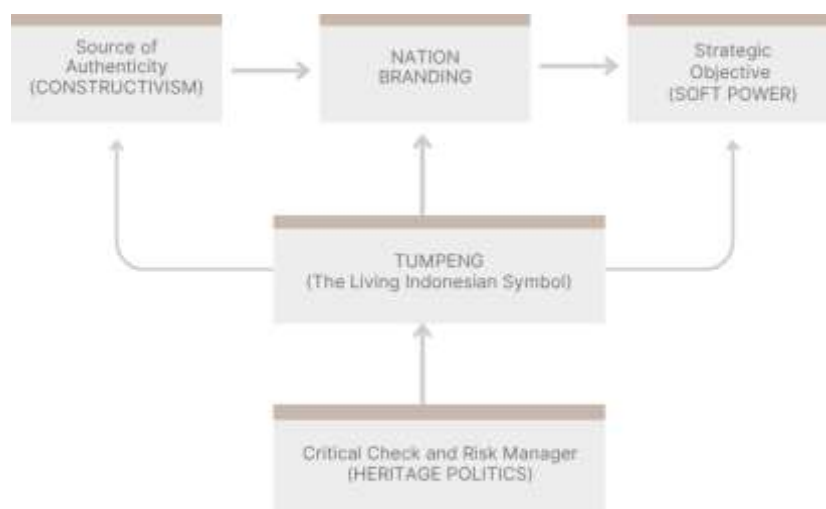 Source of
Authenticity
(CONSTRUCTIVISM)
NATION
BRANDING
Strategic
Objective
(SOFT POWER)
TUMPENG
(The Living Indonesian Symbol)
Critical Check and Risk Manager
(HERITAGE POLITICS)